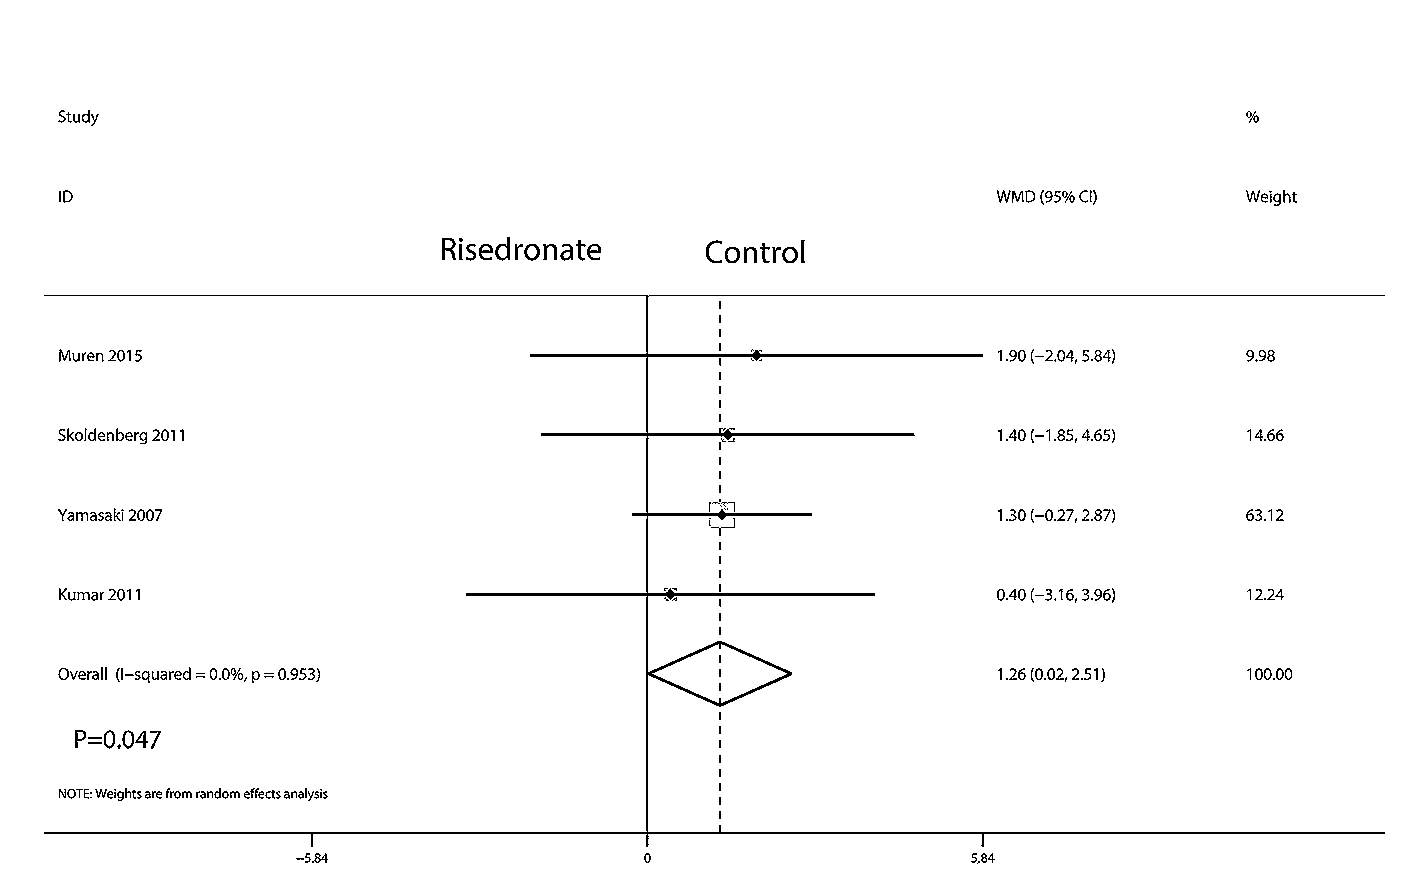 Study %
ID WMD (95% CI) Weight
Risedronate Control
Muren 2015 1.90 (−2.04, 5.84) 9.98
Skoldenberg 2011 1.40 (−1.85, 4.65) 14.66
Yamasaki 2007 1.30 (−0.27, 2.87) 63.12
Kumar 2011 0.40 (−3.16, 3.96) 12.24
Overall (I−squared = 0.0%, p = 0.953) 1.26 (0.02, 2.51) 100.00
P=0.047
NOTE: Weights are from random effects analysis
−5.84 0 5.84